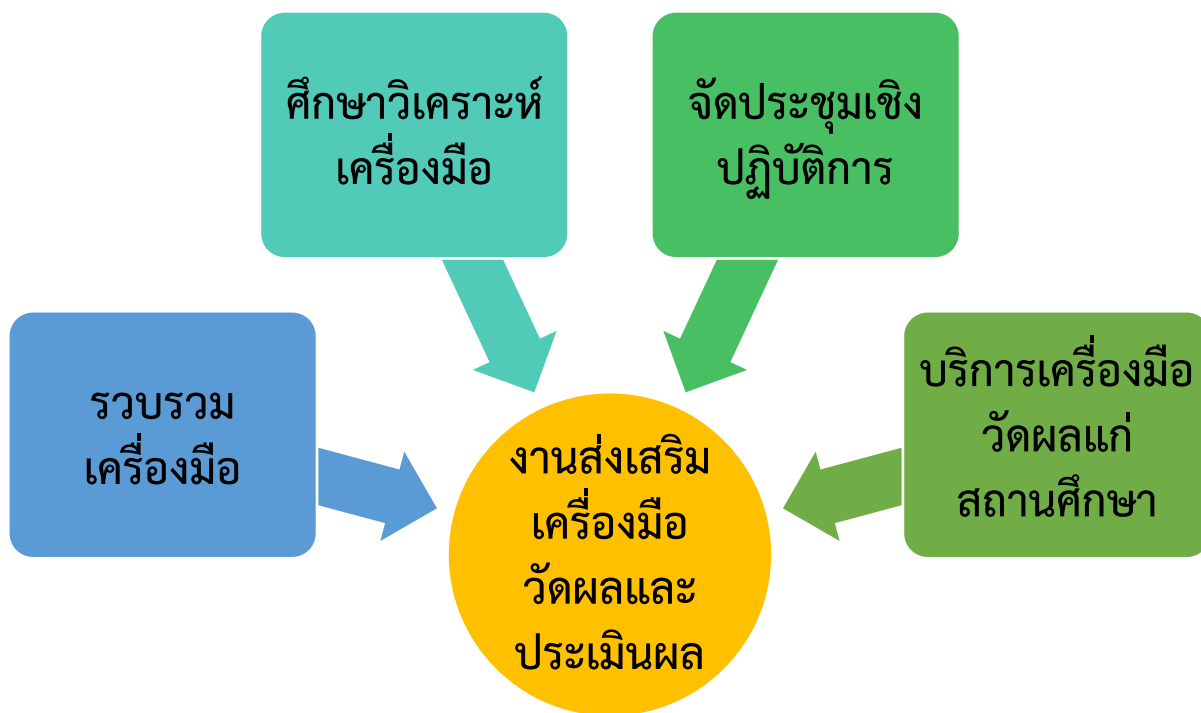 ศึกษาวิเคราะห์
เครื่องมือ
จัดประชุมเชิง
ปฏิบัติการ
รวบรวม
เครื่องมือ
บริการเครื่องมือ
วัดผลแก่
สถานศึกษา
งานส่งเสริม
เครื่องมือ
วัดผลและ
ประเมินผล